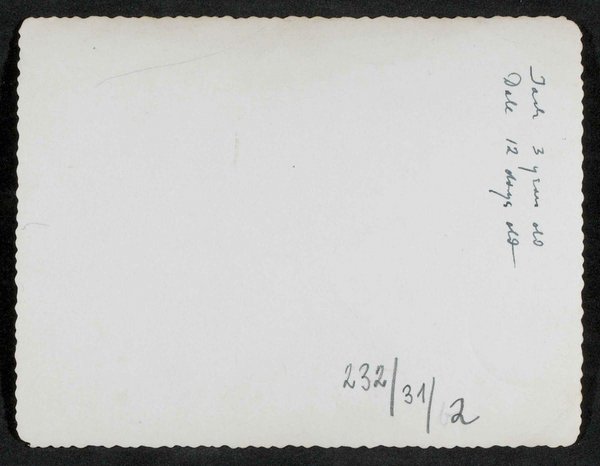 Jack 3 years old
Dale 12 days old
232/31/2